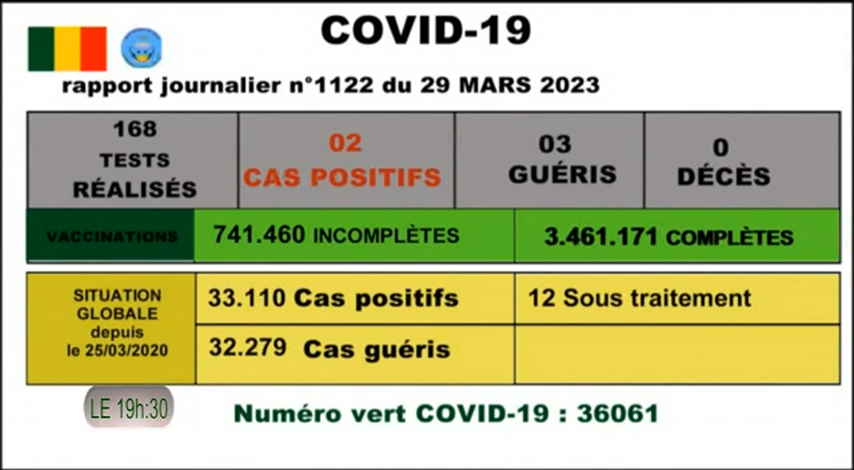 COVID-19
rapport journalier n°1122 du 29 MARS 2023
168
TESTS
RÉALISÉS
02
CAS POSITIFS
03
GUÉRIS
0
DÉCÈS
VACCINATIONS
741.460 INCOMPLÈTES
3.461.171 COMPLÈTES
SITUATION
GLOBALE
depuis
le 25/03/2020
33.110 Cas positifs
12 Sous traitement
32.279 Cas guéris
LE 19h:30
Numéro vert COVID-19 : 36061